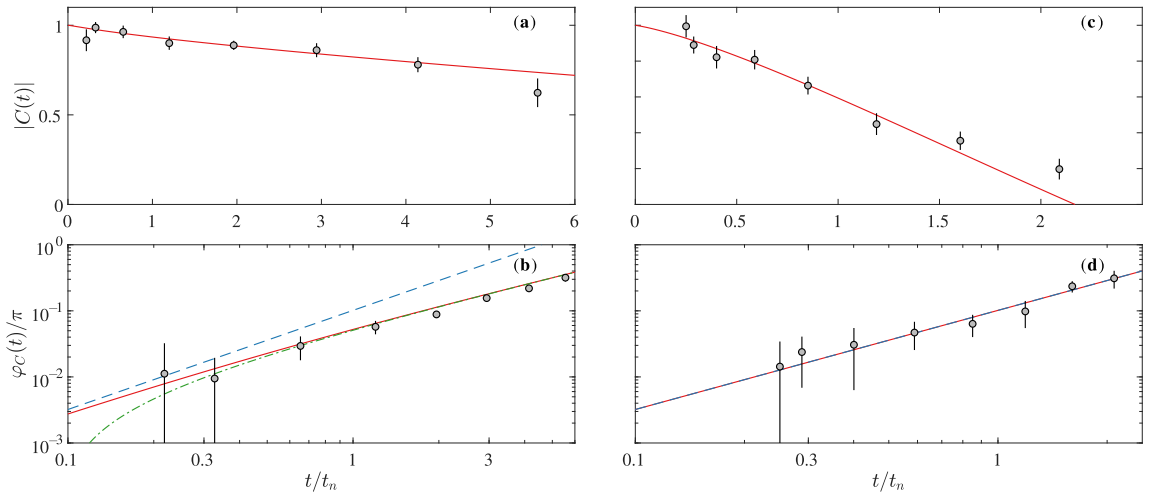 1
0.5
0
|C(t)|
(a)
0 1 2 3 4 5 6
(c)
0 0.5 1 1.5 2
10^0
10^-1
10^-2
10^-3
φ_C(t)/π
(b)
0.1 0.3 1 3
t/t_n
(d)
0.1 0.3 1
t/t_n